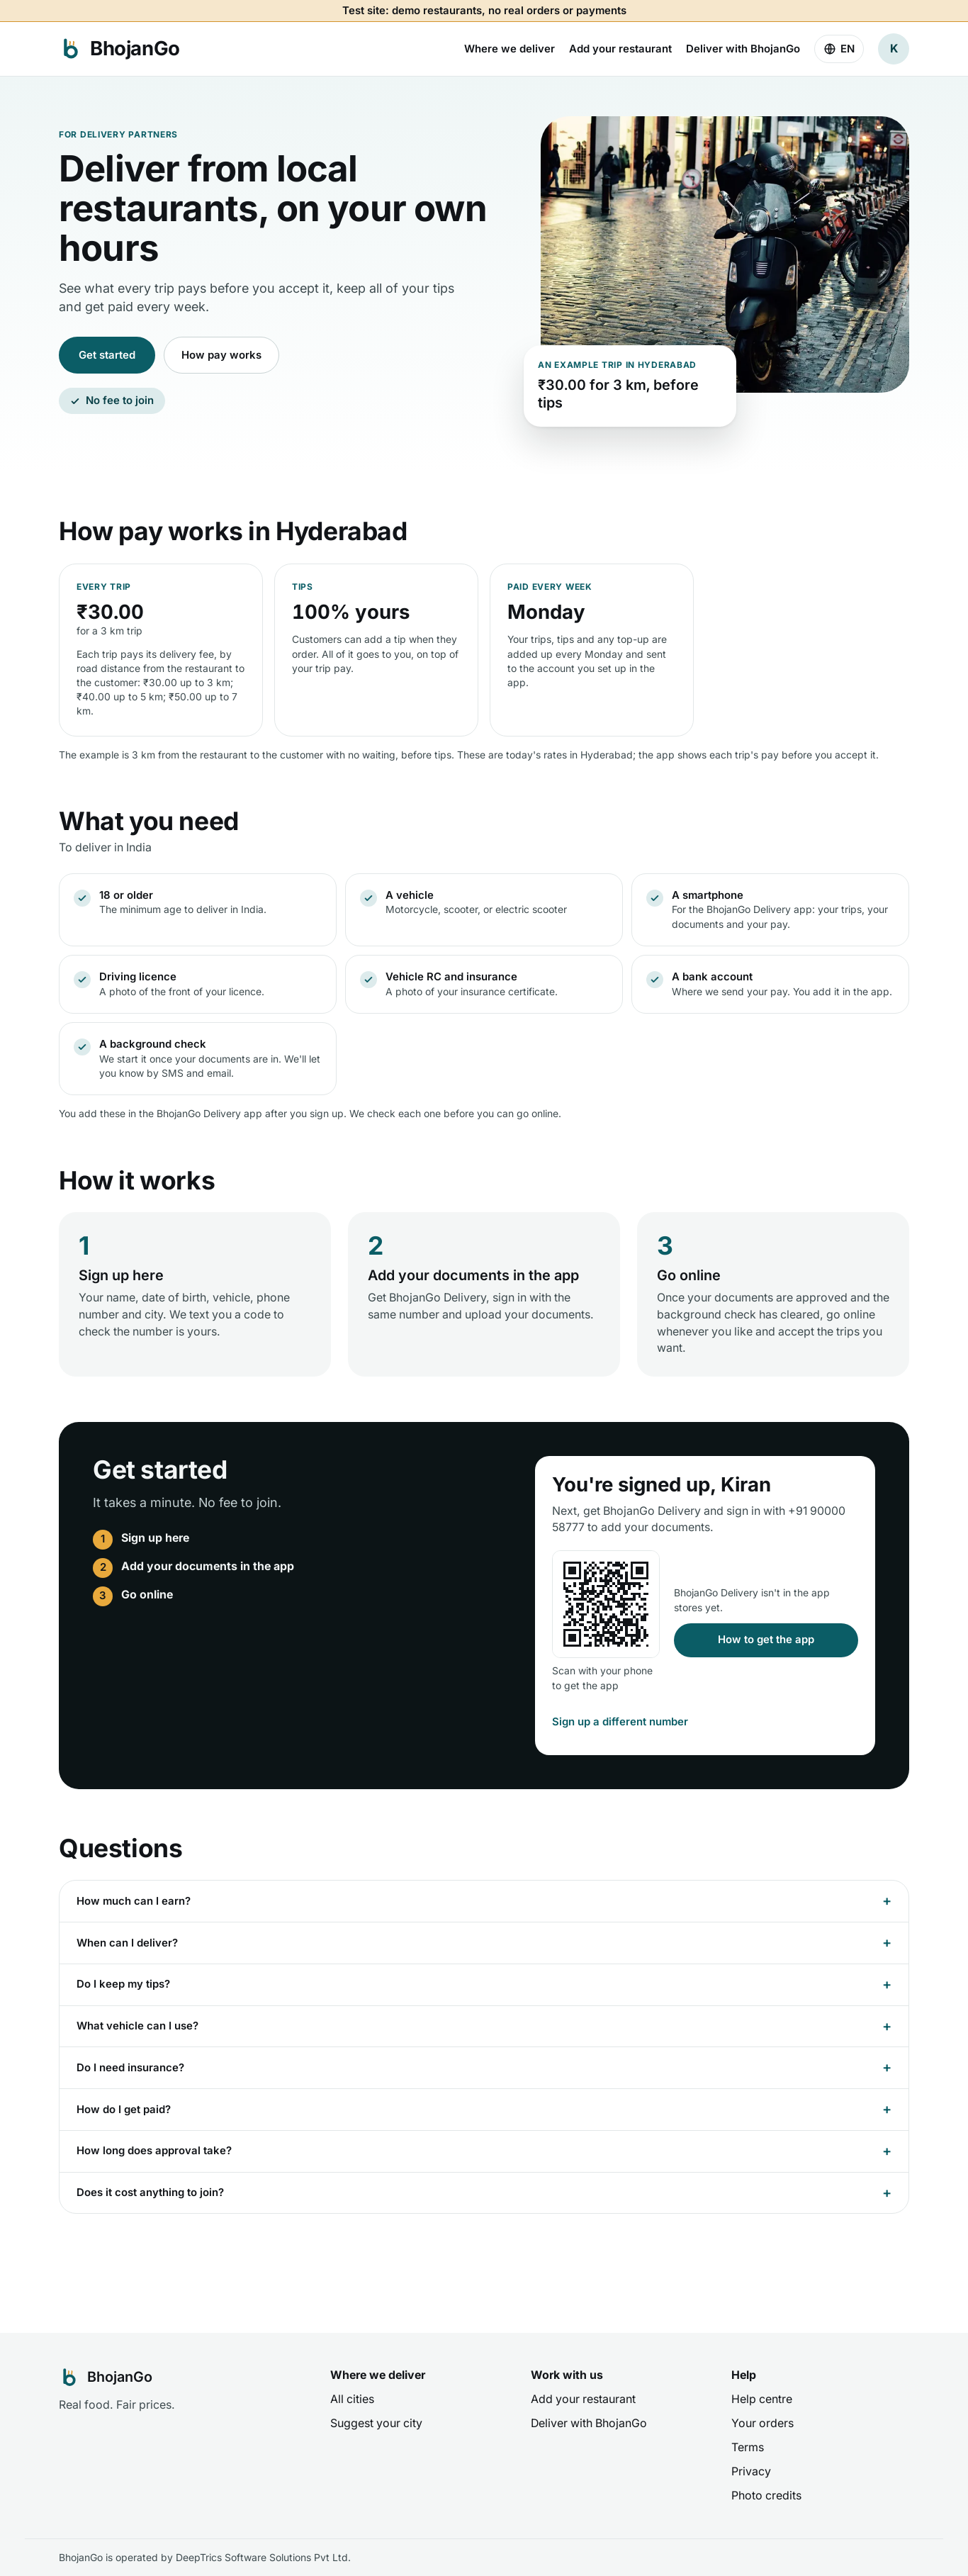 Test site: demo restaurants, no real orders or payments
BhojanGo
Where we deliver
Add your restaurant
Deliver with BhojanGo
EN
K
FOR DELIVERY PARTNERS
Deliver from local
restaurants, on your own
hours
See what every trip pays before you accept it, keep all of your tips
and get paid every week.
Get started
How pay works
No fee to join
AN EXAMPLE TRIP IN HYDERABAD
₹30.00 for 3 km, before
tips
How pay works in Hyderabad
EVERY TRIP
₹30.00
for a 3 km trip
Each trip pays its delivery fee, by
road distance from the restaurant to
the customer: ₹30.00 up to 3 km;
₹40.00 up to 5 km; ₹50.00 up to 7
km.
TIPS
100% yours
Customers can add a tip when they
order. All of it goes to you, on top of
your trip pay.
PAID EVERY WEEK
Monday
Your trips, tips and any top-up are
added up every Monday and sent
to the account you set up in the
app.
The example is 3 km from the restaurant to the customer with no waiting, before tips. These are today's rates in Hyderabad; the app shows each trip's pay before you accept it.
What you need
To deliver in India
18 or older
The minimum age to deliver in India.
A vehicle
Motorcycle, scooter, or electric scooter
A smartphone
For the BhojanGo Delivery app: your trips, your
documents and your pay.
Driving licence
A photo of the front of your licence.
Vehicle RC and insurance
A photo of your insurance certificate.
A bank account
Where we send your pay. You add it in the app.
A background check
We start it once your documents are in. We'll let
you know by SMS and email.
You add these in the BhojanGo Delivery app after you sign up. We check each one before you can go online.
How it works
1
Sign up here
Your name, date of birth, vehicle, phone
number and city. We text you a code to
check the number is yours.
2
Add your documents in the app
Get BhojanGo Delivery, sign in with the
same number and upload your documents.
3
Go online
Once your documents are approved and the
background check has cleared, go online
whenever you like and accept the trips you
want.
Get started
It takes a minute. No fee to join.
1 Sign up here
2 Add your documents in the app
3 Go online
You're signed up, Kiran
Next, get BhojanGo Delivery and sign in with +91 90000
58777 to add your documents.
Scan with your phone
to get the app
BhojanGo Delivery isn't in the app
stores yet.
How to get the app
Sign up a different number
Questions
How much can I earn? +
When can I deliver? +
Do I keep my tips? +
What vehicle can I use? +
Do I need insurance? +
How do I get paid? +
How long does approval take? +
Does it cost anything to join? +
BhojanGo
Real food. Fair prices.
Where we deliver
All cities
Suggest your city
Work with us
Add your restaurant
Deliver with BhojanGo
Help
Help centre
Your orders
Terms
Privacy
Photo credits
BhojanGo is operated by DeepTrics Software Solutions Pvt Ltd.